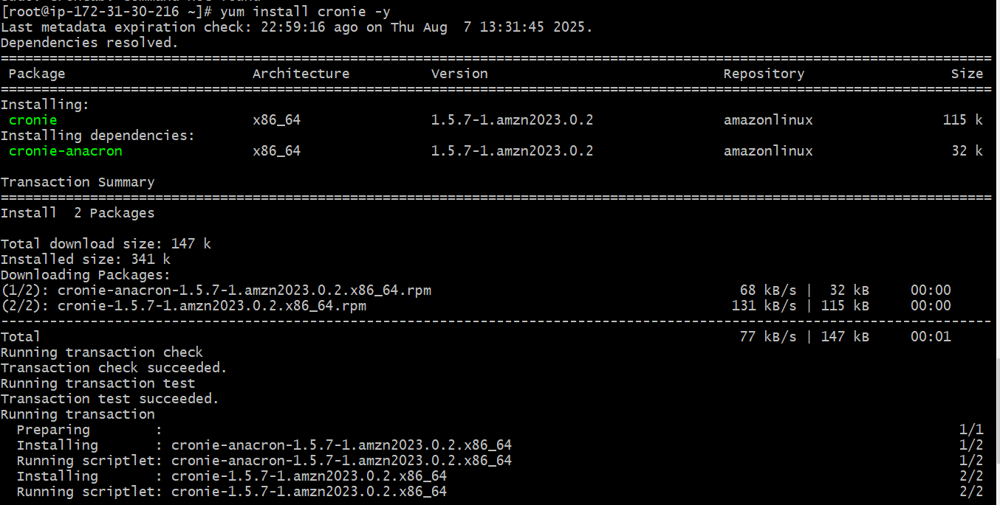 [root@ip-172-31-30-216 ~]# yum install cronie -y
Last metadata expiration check: 22:59:16 ago on Thu Aug  7 13:31:45 2025.
Dependencies resolved.
================================================================================
 Package                Architecture          Version                             Repository                  Size
================================================================================
Installing:
 cronie                 x86_64                1.5.7-1.amzn2023.0.2                amazonlinux                115 k
Installing dependencies:
 cronie-anacron         x86_64                1.5.7-1.amzn2023.0.2                amazonlinux                 32 k
Transaction Summary
================================================================================
Install  2 Packages
Total download size: 147 k
Installed size: 341 k
Downloading Packages:
(1/2): cronie-anacron-1.5.7-1.amzn2023.0.2.x86_64.rpm                                       68 kB/s |  32 kB     00:00
(2/2): cronie-1.5.7-1.amzn2023.0.2.x86_64.rpm                                              131 kB/s | 115 kB     00:00
--------------------------------------------------------------------------------
Total                                                                                       77 kB/s | 147 kB     00:01
Running transaction check
Transaction check succeeded.
Running transaction test
Transaction test succeeded.
Running transaction
  Preparing        :                                                                                                  1/1
  Installing       : cronie-anacron-1.5.7-1.amzn2023.0.2.x86_64                                                       1/2
  Running scriptlet: cronie-anacron-1.5.7-1.amzn2023.0.2.x86_64                                                       1/2
  Installing       : cronie-1.5.7-1.amzn2023.0.2.x86_64                                                               2/2
  Running scriptlet: cronie-1.5.7-1.amzn2023.0.2.x86_64                                                               2/2